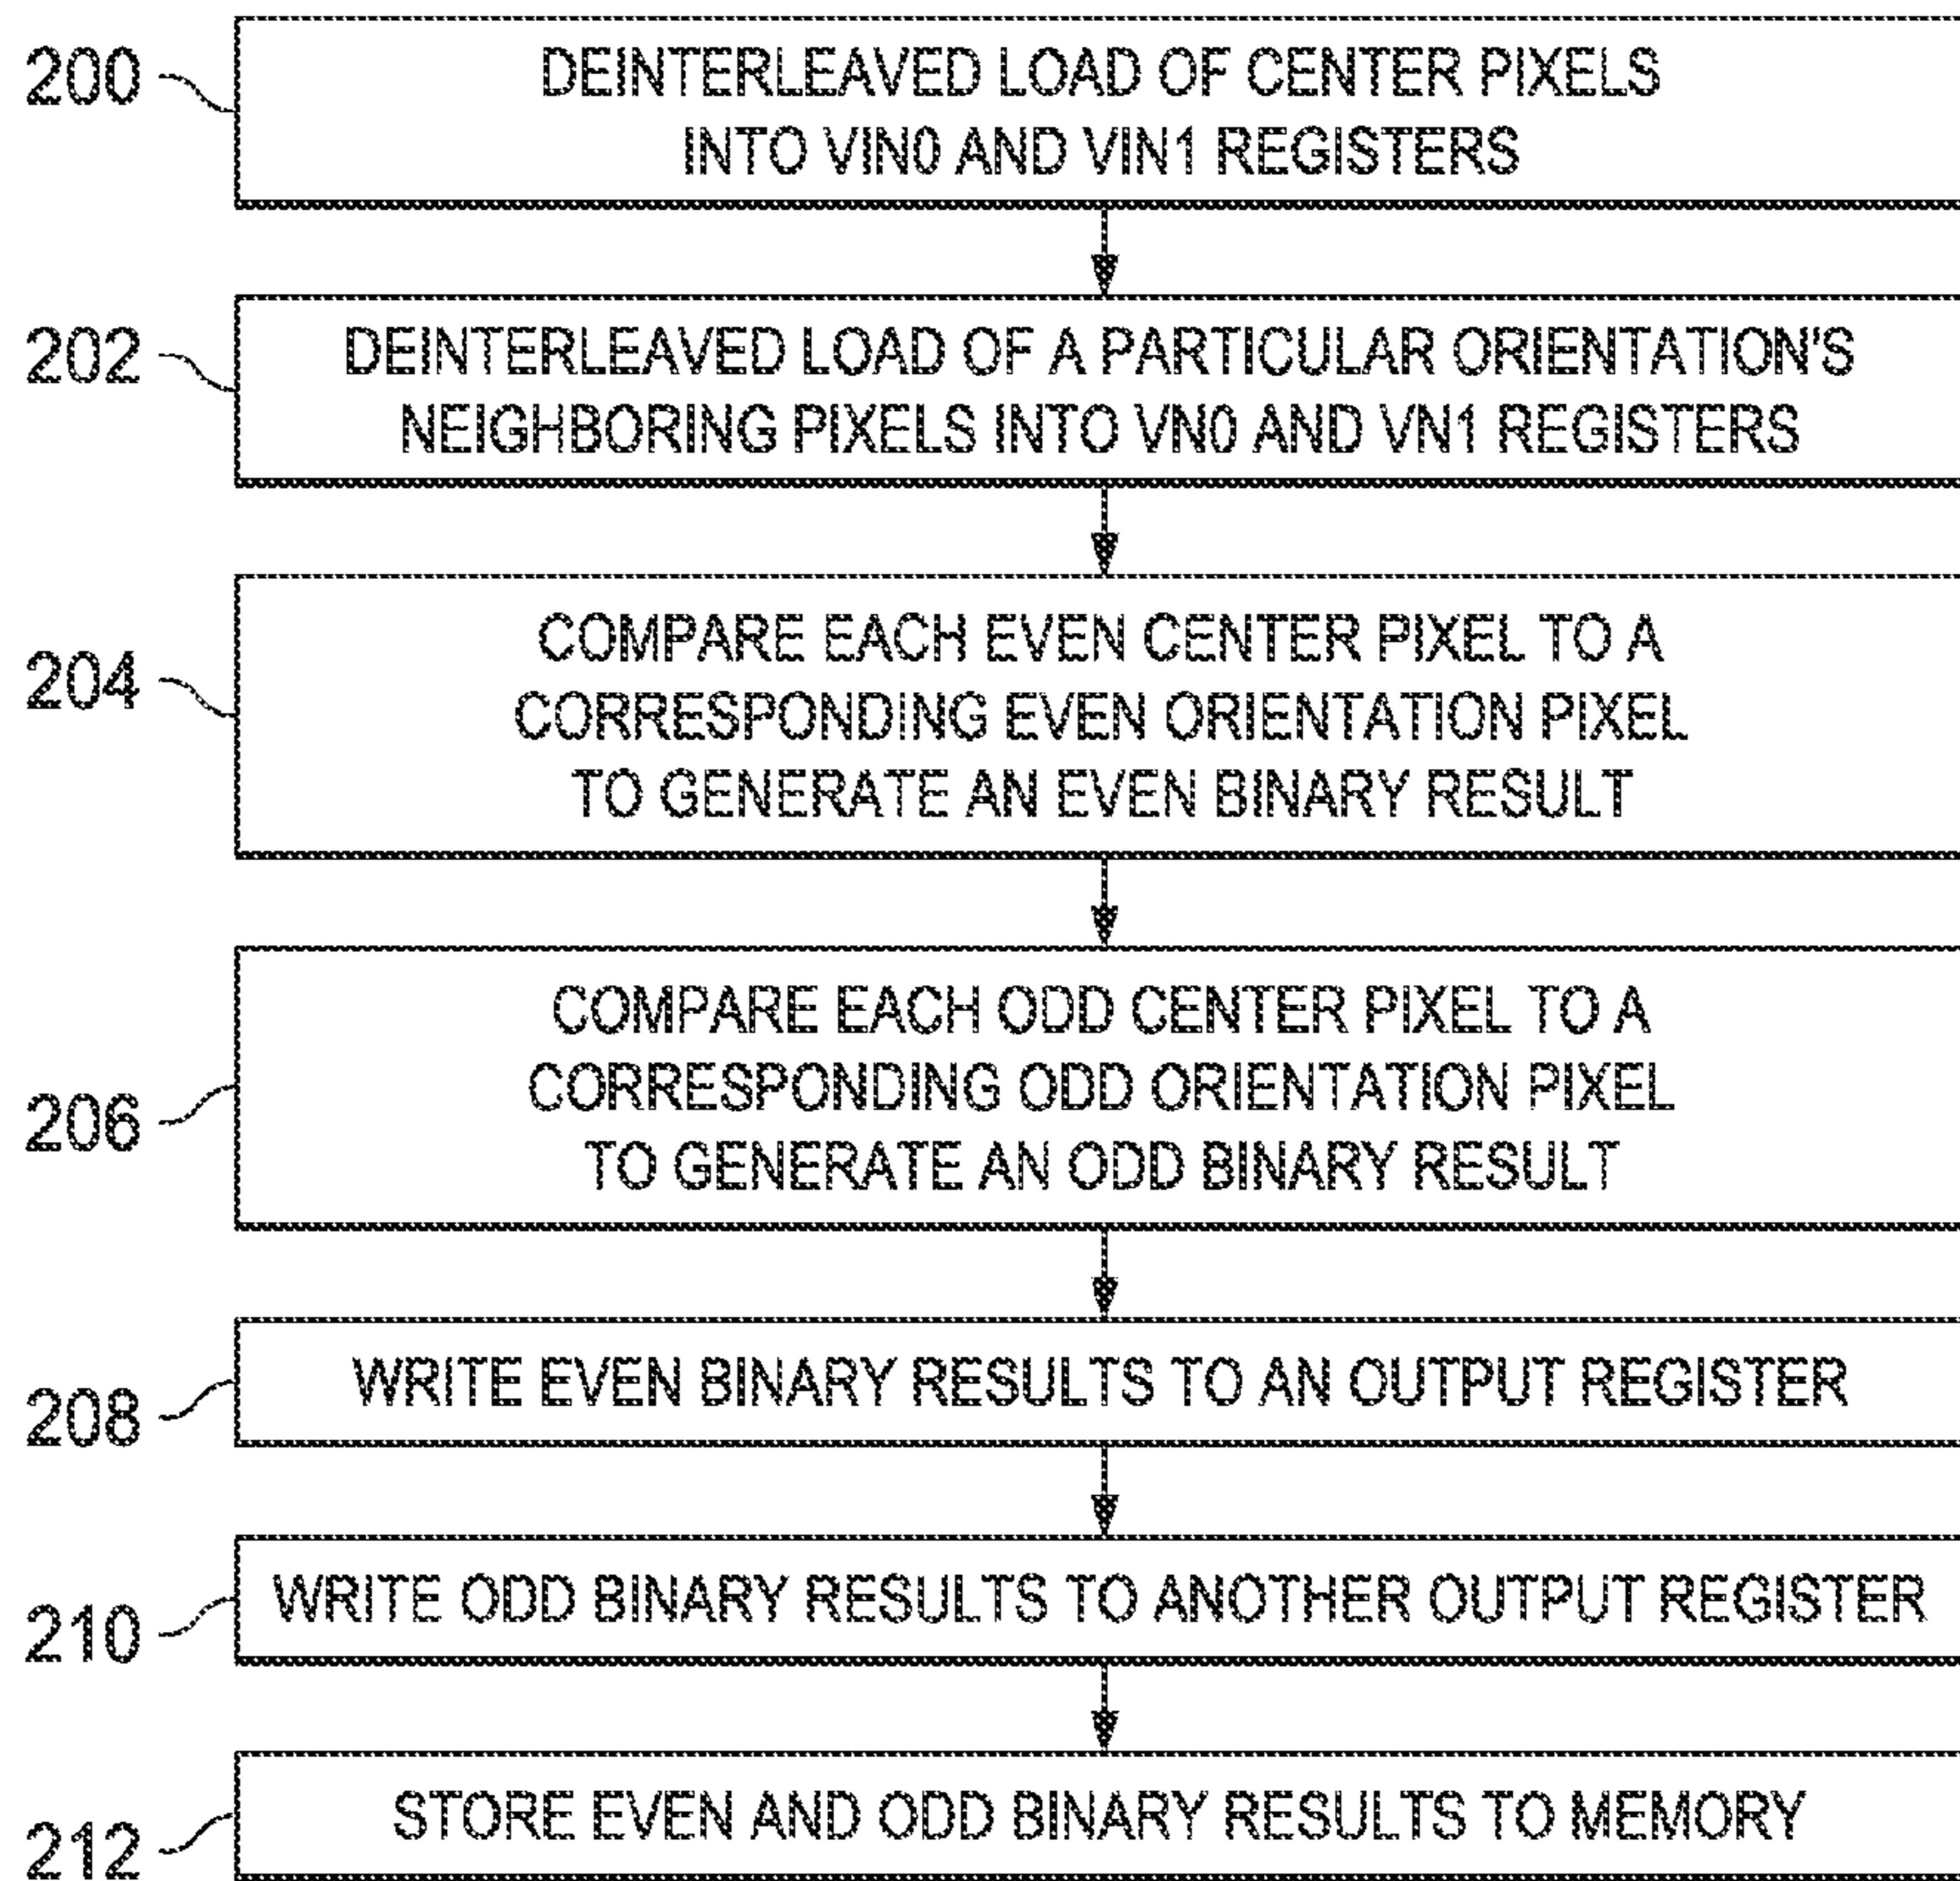 200
DEINTERLEAVED LOAD OF CENTER PIXELS
INTO VIN0 AND VIN1 REGISTERS
202
DEINTERLEAVED LOAD OF A PARTICULAR ORIENTATION'S
NEIGHBORING PIXELS INTO VN0 AND VN1 REGISTERS
204
COMPARE EACH EVEN CENTER PIXEL TO A
CORRESPONDING EVEN ORIENTATION PIXEL
TO GENERATE AN EVEN BINARY RESULT
206
COMPARE EACH ODD CENTER PIXEL TO A
CORRESPONDING ODD ORIENTATION PIXEL
TO GENERATE AN ODD BINARY RESULT
208
WRITE EVEN BINARY RESULTS TO AN OUTPUT REGISTER
210
WRITE ODD BINARY RESULTS TO ANOTHER OUTPUT REGISTER
212
STORE EVEN AND ODD BINARY RESULTS TO MEMORY